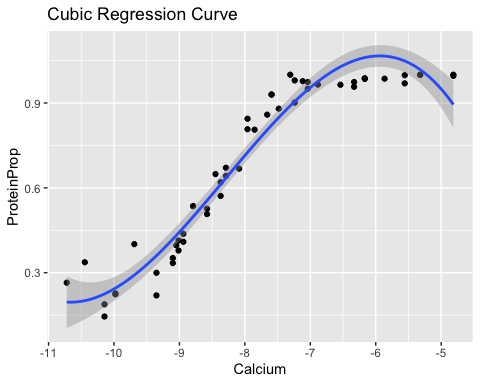 Cubic Regression Curve
ProteinProp
0.9
0.6
0.3
-11 -10 -9 -8 -7 -6 -5
Calcium